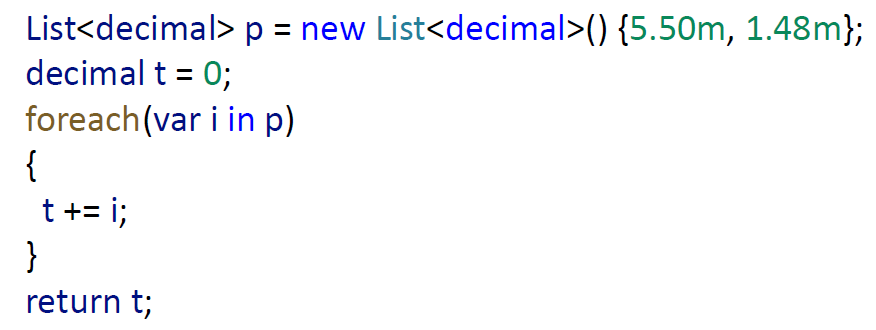 List<decimal> p = new List<decimal>() {5.50m, 1.48m};
decimal t = 0;
foreach(var i in p)
{
  t += i;
}
return t;